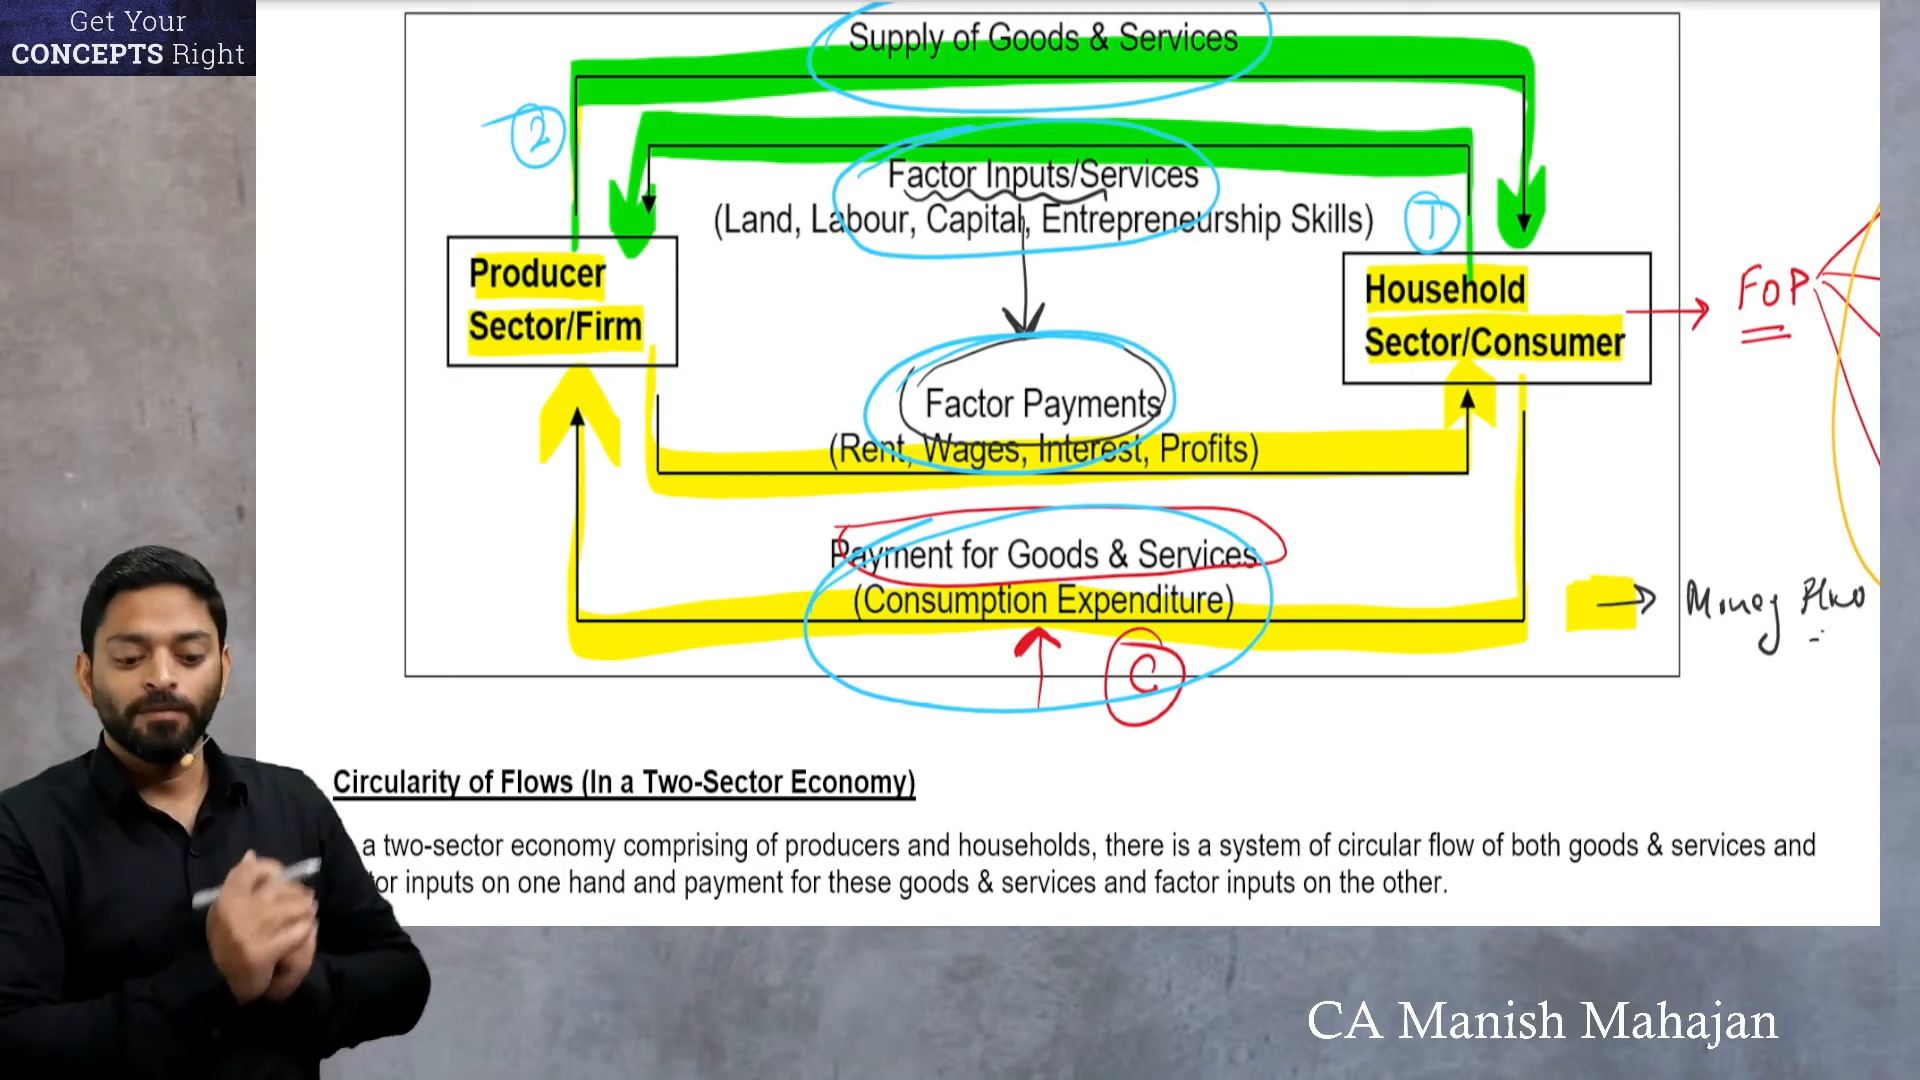 Get Your
CONCEPTS Right
Supply of Goods & Services
2
Factor Inputs/Services
(Land, Labour, Capital, Entrepreneurship Skills)
1
Producer
Sector/Firm
Household
Sector/Consumer
FOP
Factor Payments
(Rent, Wages, Interest, Profits)
Payment for Goods & Services
(Consumption Expenditure)
Money
C
Circularity of Flows (In a Two-Sector Economy)
a two-sector economy comprising of producers and households, there is a system of circular flow of both goods & services and
tor inputs on one hand and payment for these goods & services and factor inputs on the other.
CA Manish Mahajan